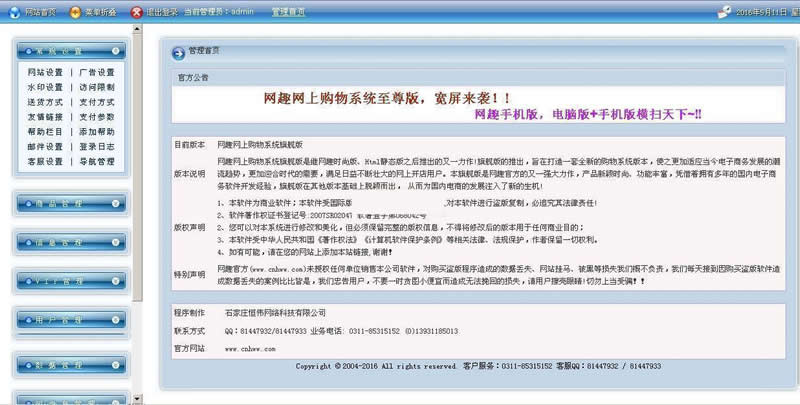 网站首页 菜单折叠 退出登录 当前管理员：admin 管理首页 2016年5月11日 星
常规设置
网站设置 | 广告设置
水印设置 | 访问限制
送货方式 | 支付方式
友情链接 | 支付参数
帮助栏目 | 添加帮助
邮件设置 | 登录日志
客服设置 | 导航管理
商品管理
信息管理
用户管理
数据管理
管理首页
官方公告
网趣网上购物系统至尊版，宽屏来袭！！
网趣手机版，电脑版+手机版横扫天下~!!
目前版本 网趣网上购物系统旗舰版
版本说明
网趣网上购物系统旗舰版是继网趣时尚版、Html静态版之后推出的又一力作!旗舰版的推出，旨在打造一套全新的购物系统版本，使之更加适应当今电子商务发展的潮
流趋势，更加迎合时代的需要，满足日益不断壮大的网上开店用户。本旗舰版是网趣官方的又一强大力作，产品新颖时尚、功能丰富，凭借着拥有多年的国内电子商
务软件开发经验，旗舰版在其他版本基础上脱颖而出，从而为国内电商的发展注入了新的生机!
版权声明
1、本软件为商业软件；本软件受国际版 ,对本软件进行盗版复制，必追究其法律责任!
2、软件著作权证书登记号:2007SR02047
2、您可以对本系统进行修改和美化，但必须保留完整的版权信息，不得将修改后的版本用于任何商业目的；
3、本软件受中华人民共和国《著作权法》《计算机软件保护条例》等相关法律、法规保护，作者保留一切权利。
4、如有可能，请在您的网站上添加本站链接,谢谢!
特别声明
网趣官方(www.cnhww.com)未授权任何单位销售本公司软件，对购买盗版程序造成的数据丢失、网站挂马、被黑等损失我们概不负责，我们每天接到因购买盗版软件造
成数据丢失的案例比比皆是，我们忠告用户，不要一时贪图小便宜而造成无法挽回的损失，请用户擦亮眼睛!切勿上当受骗！！
程序制作 石家庄恒伟网络科技有限公司
联系方式 QQ：81447932/81447933 业务电话: 0311-85315152 (0)13931185013
官方网站 www.cnhww.com
Copyright © 2004-2016 All rights reserved. 客户服务：0311-85315152 客服QQ：81447932 / 81447933